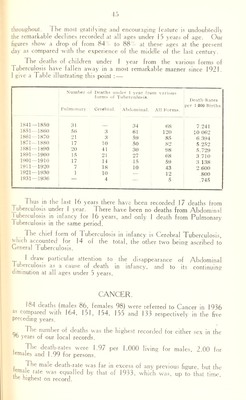 15
throughout. The most gratifying and encouraging feature is undoubtedly
the remarkable declines recorded at all ages under 15 years of age. Our
figures show a drop of from 84% to 88% at these ages at the present
day as compared with the experience of the middle of the last century.
The deaths of children under 1 year from the various forms of
Tuberculosis have fallen away in a most remarkable manner since 1921.
I give a Table illustrating this point :—
Number of Deaths under 1 year from various forms of Tuberculosis
Death-Rates per 1,000 Births
Pulmonary Cerebral Abdominal All Forms
1841—1850 31 — 34 66 7.241
1851—1860 56 3 61 120 10.002
1861—1870 21 3 58 85 6.304
1871—1880 17 10 50 82 5.252
1881—1890 20 41 30 98 5.729
1891—1900 18 21 27 68 3.710
1901—1910 17 14 15 58 3.138
1911—1920 7 18 10 43 2.600
1921—1930 1 10 — 12 800
1931—1936 — 4 — 5 745
Thus in the last 16 years there have been recorded 17 deaths from
Tuberculosis under 1 year. There have been no deaths from Abdominal
Tuberculosis in infancy for 16 years, and only 1 death from Pulmonary
Tuberculosis in the same period.
The chief form of Tuberculosis in infancy is Cerebral Tuberculosis,
which accounted for 14 of the total, the other two being ascribed to
General Tuberculosis.
I draw particular attention to the disappearance of Abdominal
Tuberculosis as a cause of death in infancy, and to its continuing
diminution at all ages under 5 years.
CANCER.
184 deaths (males 86, females 98) were referred to Cancer in 1936
as compared with 164, 151, 154, 155 and 133 respectively in the five
preceding years.
The number of deaths was the highest recorded for either sex in the
96 years of our local records.
The death-rates were 1.97 per 1,000 living for males, 2.00 for
females and 1.99 for persons.
The male death-rate was far in excess of any previous figure, but the
female rate was equalled by that of 1933, which was, up to that time,
the highest on record.